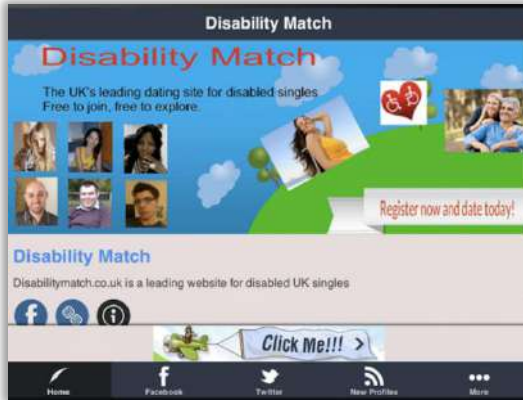 Disability Match
Disability Match
The UK's leading dating site for disabled singles
Free to join, free to explore.
Register now and date today!
Disability Match
Disabilitymatch.co.uk is a leading website for disabled UK singles
Click Me!!! >
Home Facebook Twitter New Profiles More